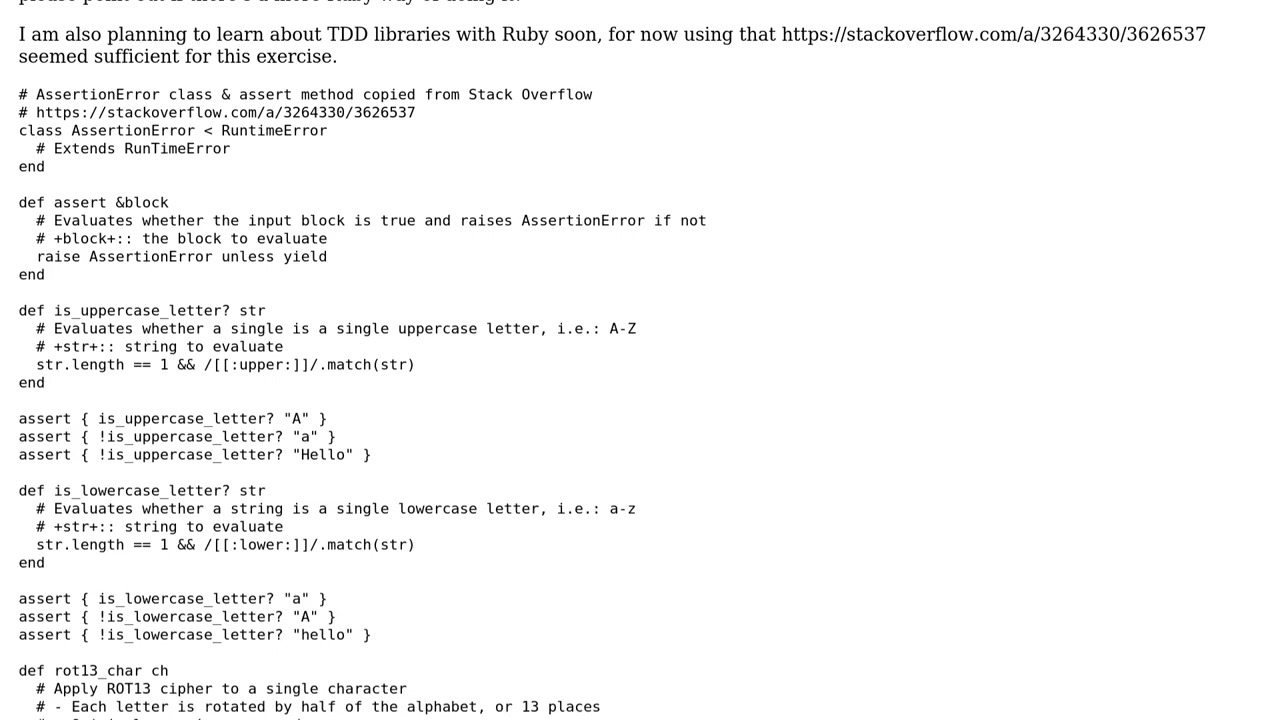 I am also planning to learn about TDD libraries with Ruby soon, for now using that https://stackoverflow.com/a/3264330/3626537
seemed sufficient for this exercise.
# AssertionError class & assert method copied from Stack Overflow
# https://stackoverflow.com/a/3264330/3626537
class AssertionError < RuntimeError
  # Extends RunTimeError
end

def assert &block
  # Evaluates whether the input block is true and raises AssertionError if not
  # +block+:: the block to evaluate
  raise AssertionError unless yield
end

def is_uppercase_letter? str
  # Evaluates whether a single is a single uppercase letter, i.e.: A-Z
  # +str+:: string to evaluate
  str.length == 1 && /[[:upper:]]/.match(str)
end

assert { is_uppercase_letter? "A" }
assert { !is_uppercase_letter? "a" }
assert { !is_uppercase_letter? "Hello" }

def is_lowercase_letter? str
  # Evaluates whether a string is a single lowercase letter, i.e.: a-z
  # +str+:: string to evaluate
  str.length == 1 && /[[:lower:]]/.match(str)
end

assert { is_lowercase_letter? "a" }
assert { !is_lowercase_letter? "A" }
assert { !is_lowercase_letter? "hello" }

def rot13_char ch
  # Apply ROT13 cipher to a single character
  # - Each letter is rotated by half of the alphabet, or 13 places